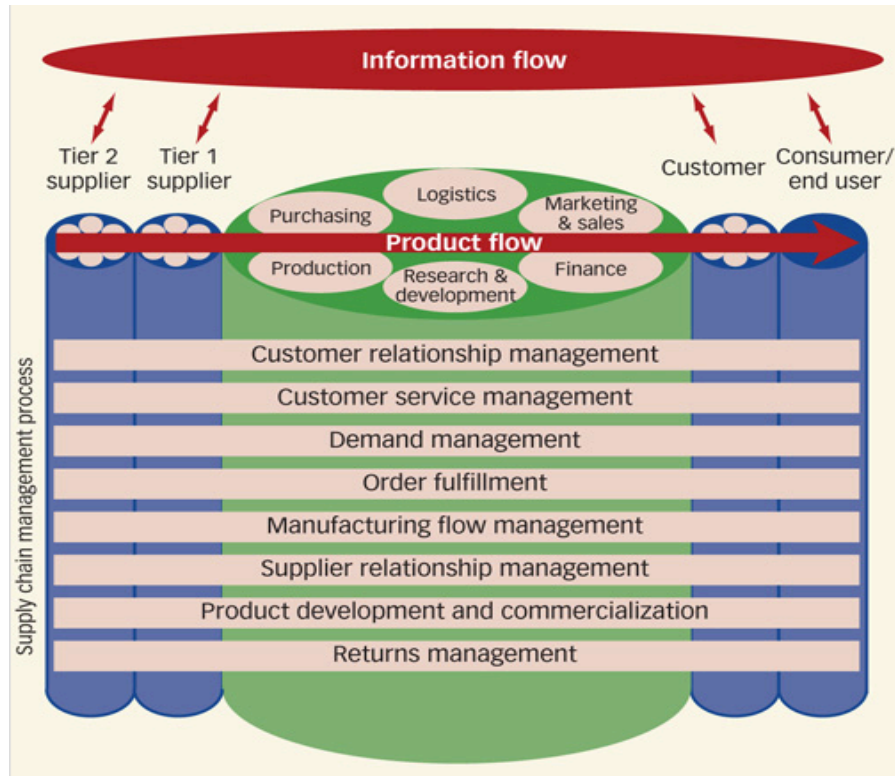 Information flow
Tier 2
supplier
Tier 1
supplier
Customer
Consumer/
end user
Logistics
Purchasing
Marketing
& sales
Product flow
Production
Research &
development
Finance
Supply chain management process
Customer relationship management
Customer service management
Demand management
Order fulfillment
Manufacturing flow management
Supplier relationship management
Product development and commercialization
Returns management